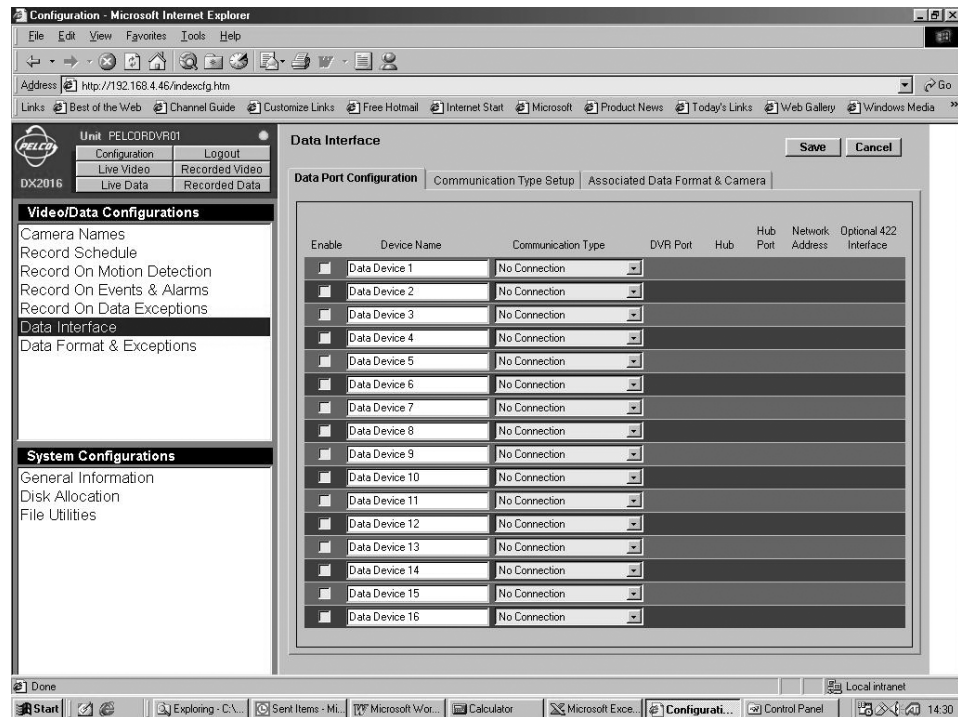 Configuration - Microsoft Internet Explorer
File Edit View Favorites Tools Help
Address http://192.168.4.46/indexcfg.htm Go
Links Best of the Web Channel Guide Customize Links Free Hotmail Internet Start Microsoft Product News Today's Links Web Gallery Windows Media »
PELCO
DX2016
Unit PELCORDVR01
Configuration Logout
Live Video Recorded Video
Live Data Recorded Data
Video/Data Configurations
Camera Names
Record Schedule
Record On Motion Detection
Record On Events & Alarms
Record On Data Exceptions
Data Interface
Data Format & Exceptions
System Configurations
General Information
Disk Allocation
File Utilities
Data Interface
Save Cancel
Data Port Configuration Communication Type Setup Associated Data Format & Camera
Enable Device Name Communication Type DVR Port Hub Hub Port Network Address Optional 422 Interface
Data Device 1 No Connection
Data Device 2 No Connection
Data Device 3 No Connection
Data Device 4 No Connection
Data Device 5 No Connection
Data Device 6 No Connection
Data Device 7 No Connection
Data Device 8 No Connection
Data Device 9 No Connection
Data Device 10 No Connection
Data Device 11 No Connection
Data Device 12 No Connection
Data Device 13 No Connection
Data Device 14 No Connection
Data Device 15 No Connection
Data Device 16 No Connection
Done Local intranet
Start Exploring - C:\... Sent Items - Mi... Microsoft Wor... Calculator Microsoft Exce... Configurati... Control Panel 14:30